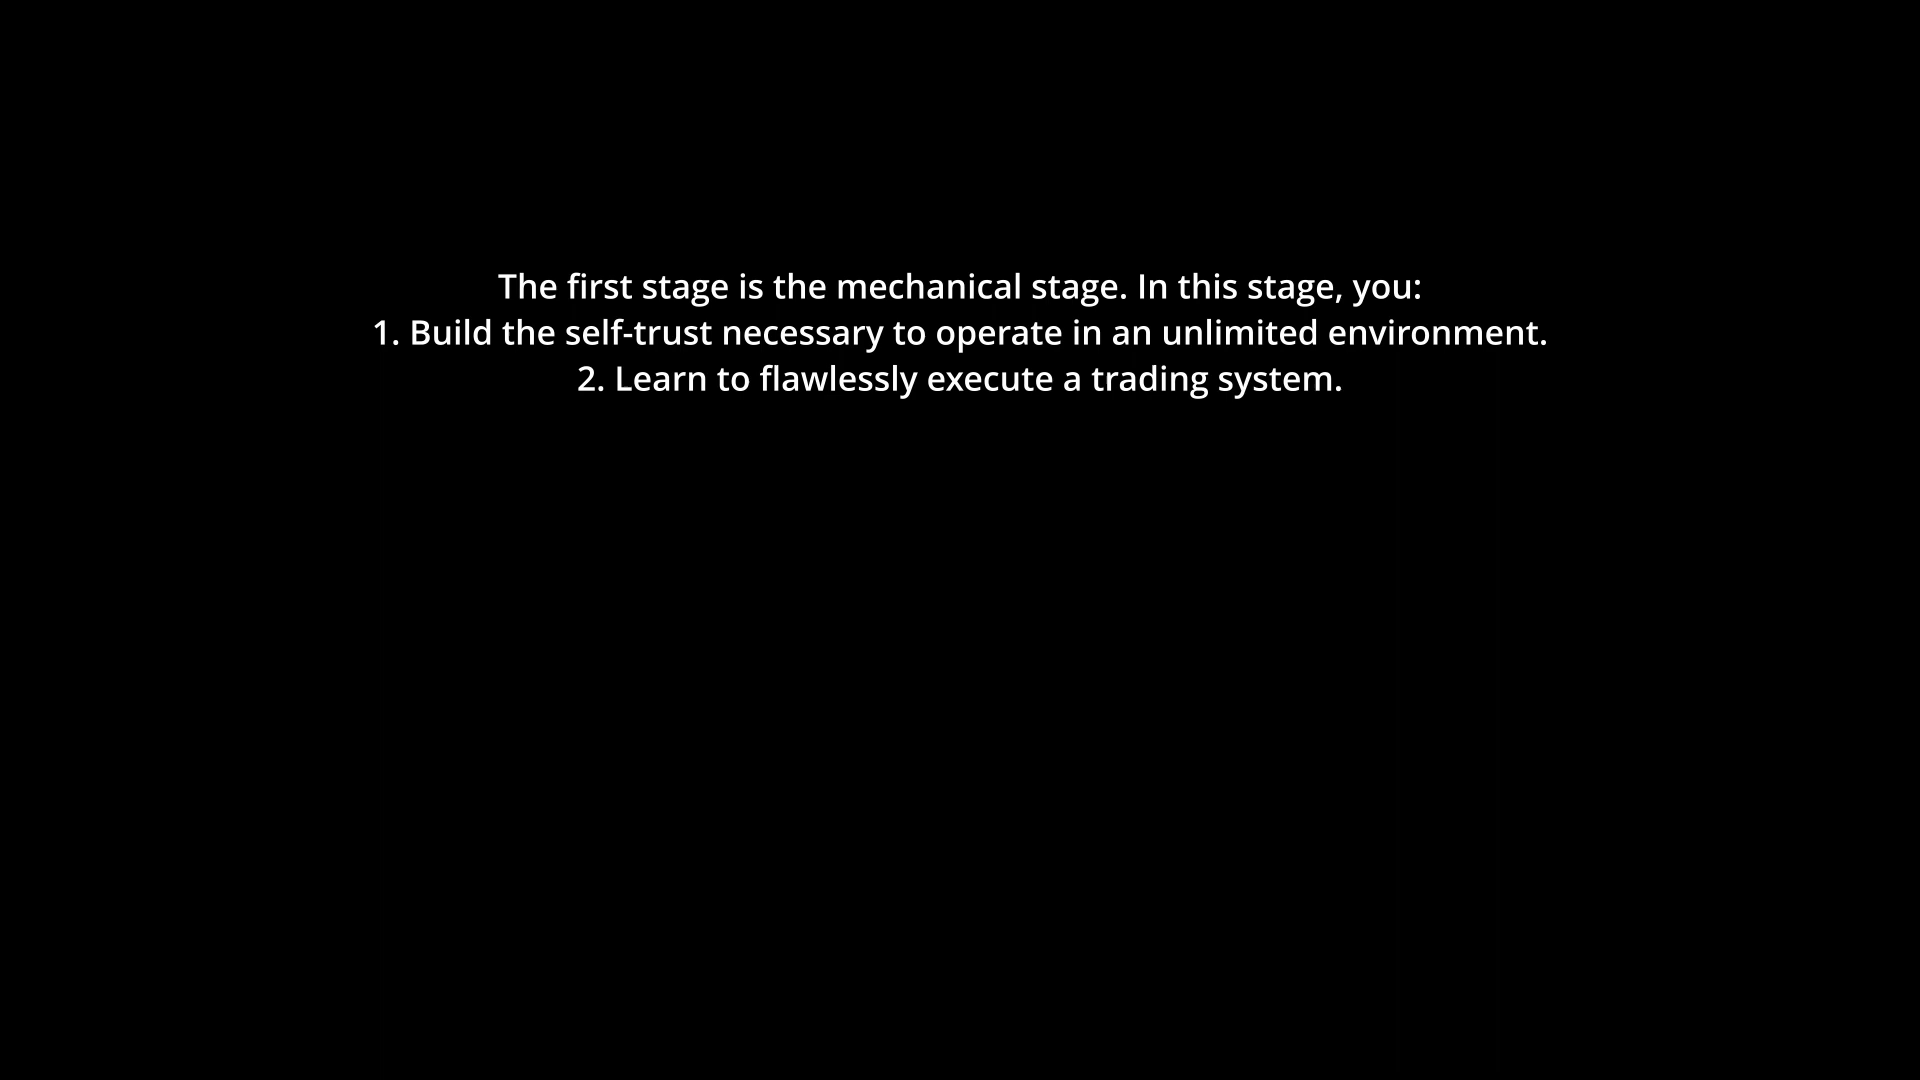 The first stage is the mechanical stage. In this stage, you:
1. Build the self-trust necessary to operate in an unlimited environment.
2. Learn to flawlessly execute a trading system.